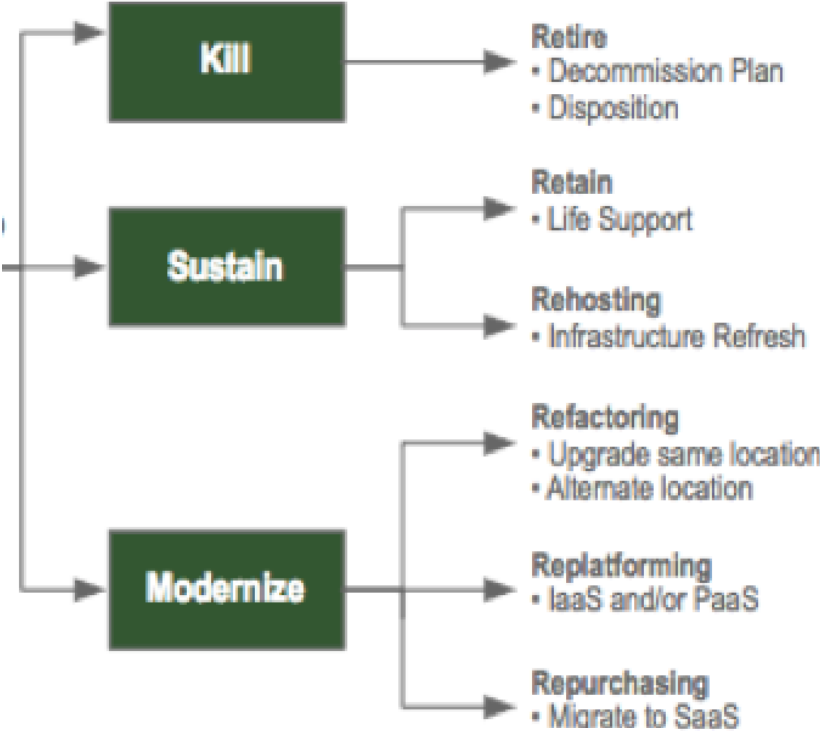 Kill
Retire
• Decommission Plan
• Disposition
Sustain
Retain
• Life Support
Rehosting
• Infrastructure Refresh
Modernize
Refactoring
• Upgrade same location
• Alternate location
Replatforming
• IaaS and/or PaaS
Repurchasing
• Migrate to SaaS